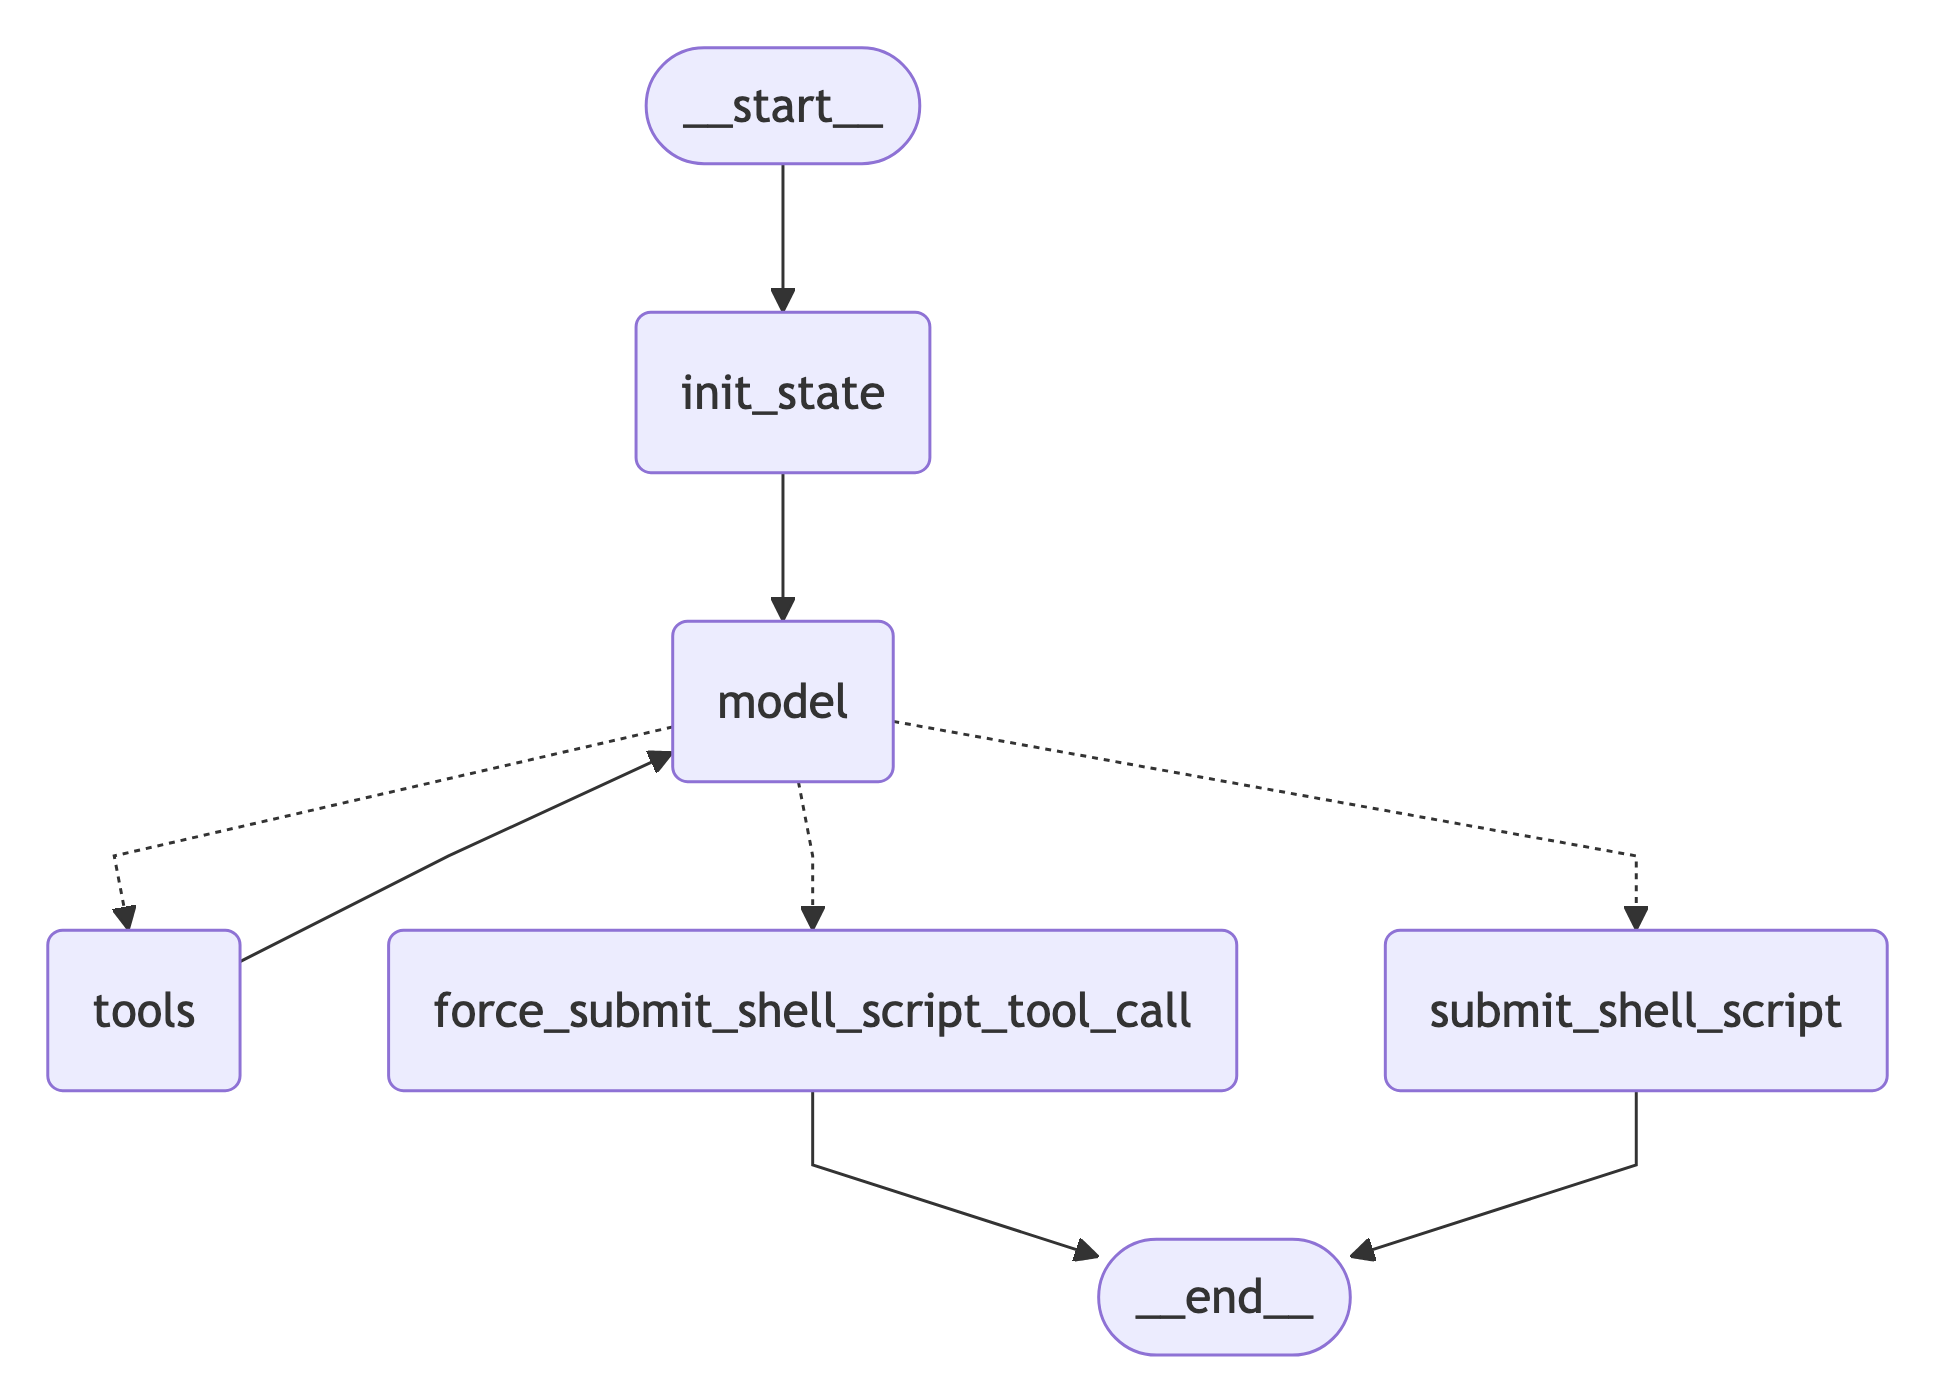 __start__
init_state
model
tools
force_submit_shell_script_tool_call
submit_shell_script
__end__